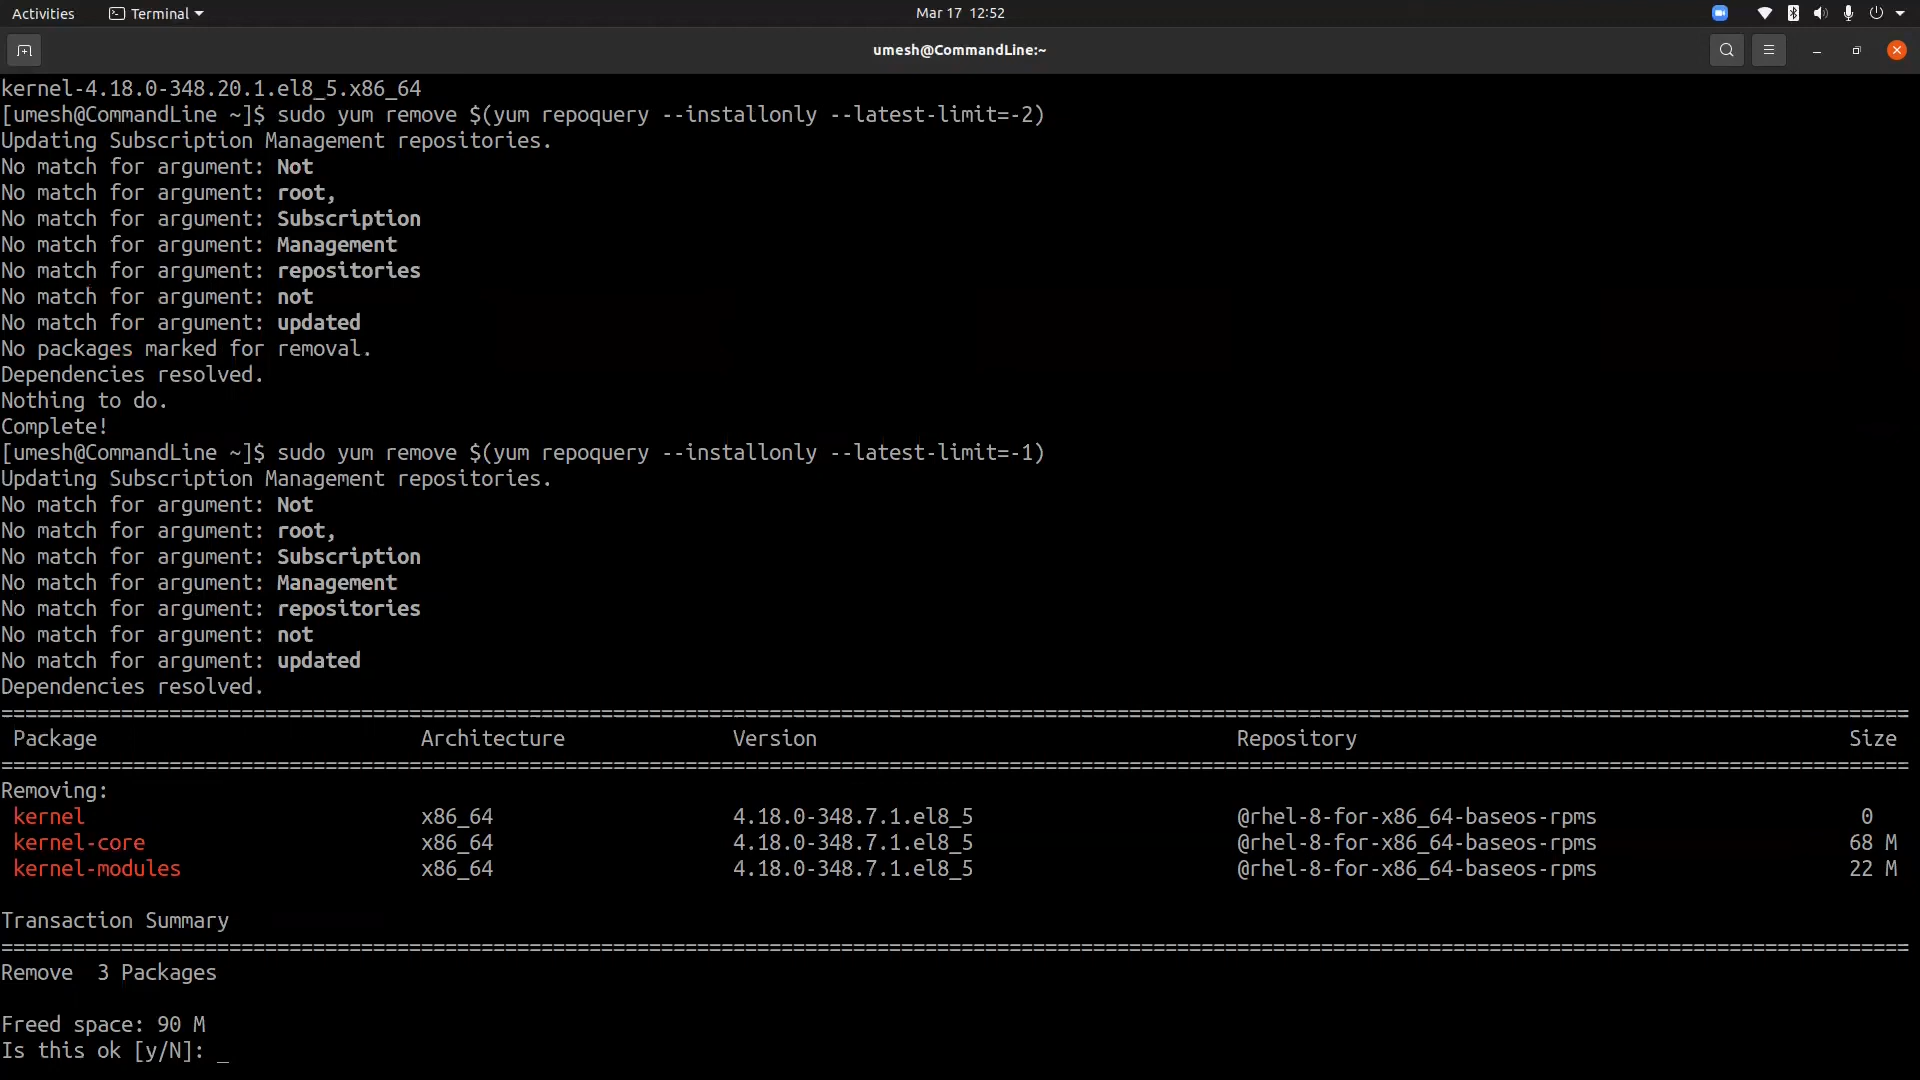 Activities
Terminal
Mar 17 12:52
umesh@CommandLine:~
kernel-4.18.0-348.20.1.el8_5.x86_64
[umesh@CommandLine ~]$ sudo yum remove $(yum repoquery --installonly --latest-limit=-2)
Updating Subscription Management repositories.
No match for argument: Not
No match for argument: root,
No match for argument: Subscription
No match for argument: Management
No match for argument: repositories
No match for argument: not
No match for argument: updated
No packages marked for removal.
Dependencies resolved.
Nothing to do.
Complete!
[umesh@CommandLine ~]$ sudo yum remove $(yum repoquery --installonly --latest-limit=-1)
Updating Subscription Management repositories.
No match for argument: Not
No match for argument: root,
No match for argument: Subscription
No match for argument: Management
No match for argument: repositories
No match for argument: not
No match for argument: updated
Dependencies resolved.
Package Architecture Version Repository Size
Removing:
kernel x86_64 4.18.0-348.7.1.el8_5 @rhel-8-for-x86_64-baseos-rpms 0
kernel-core x86_64 4.18.0-348.7.1.el8_5 @rhel-8-for-x86_64-baseos-rpms 68 M
kernel-modules x86_64 4.18.0-348.7.1.el8_5 @rhel-8-for-x86_64-baseos-rpms 22 M
Transaction Summary
Remove  3 Packages
Freed space: 90 M
Is this ok [y/N]: _